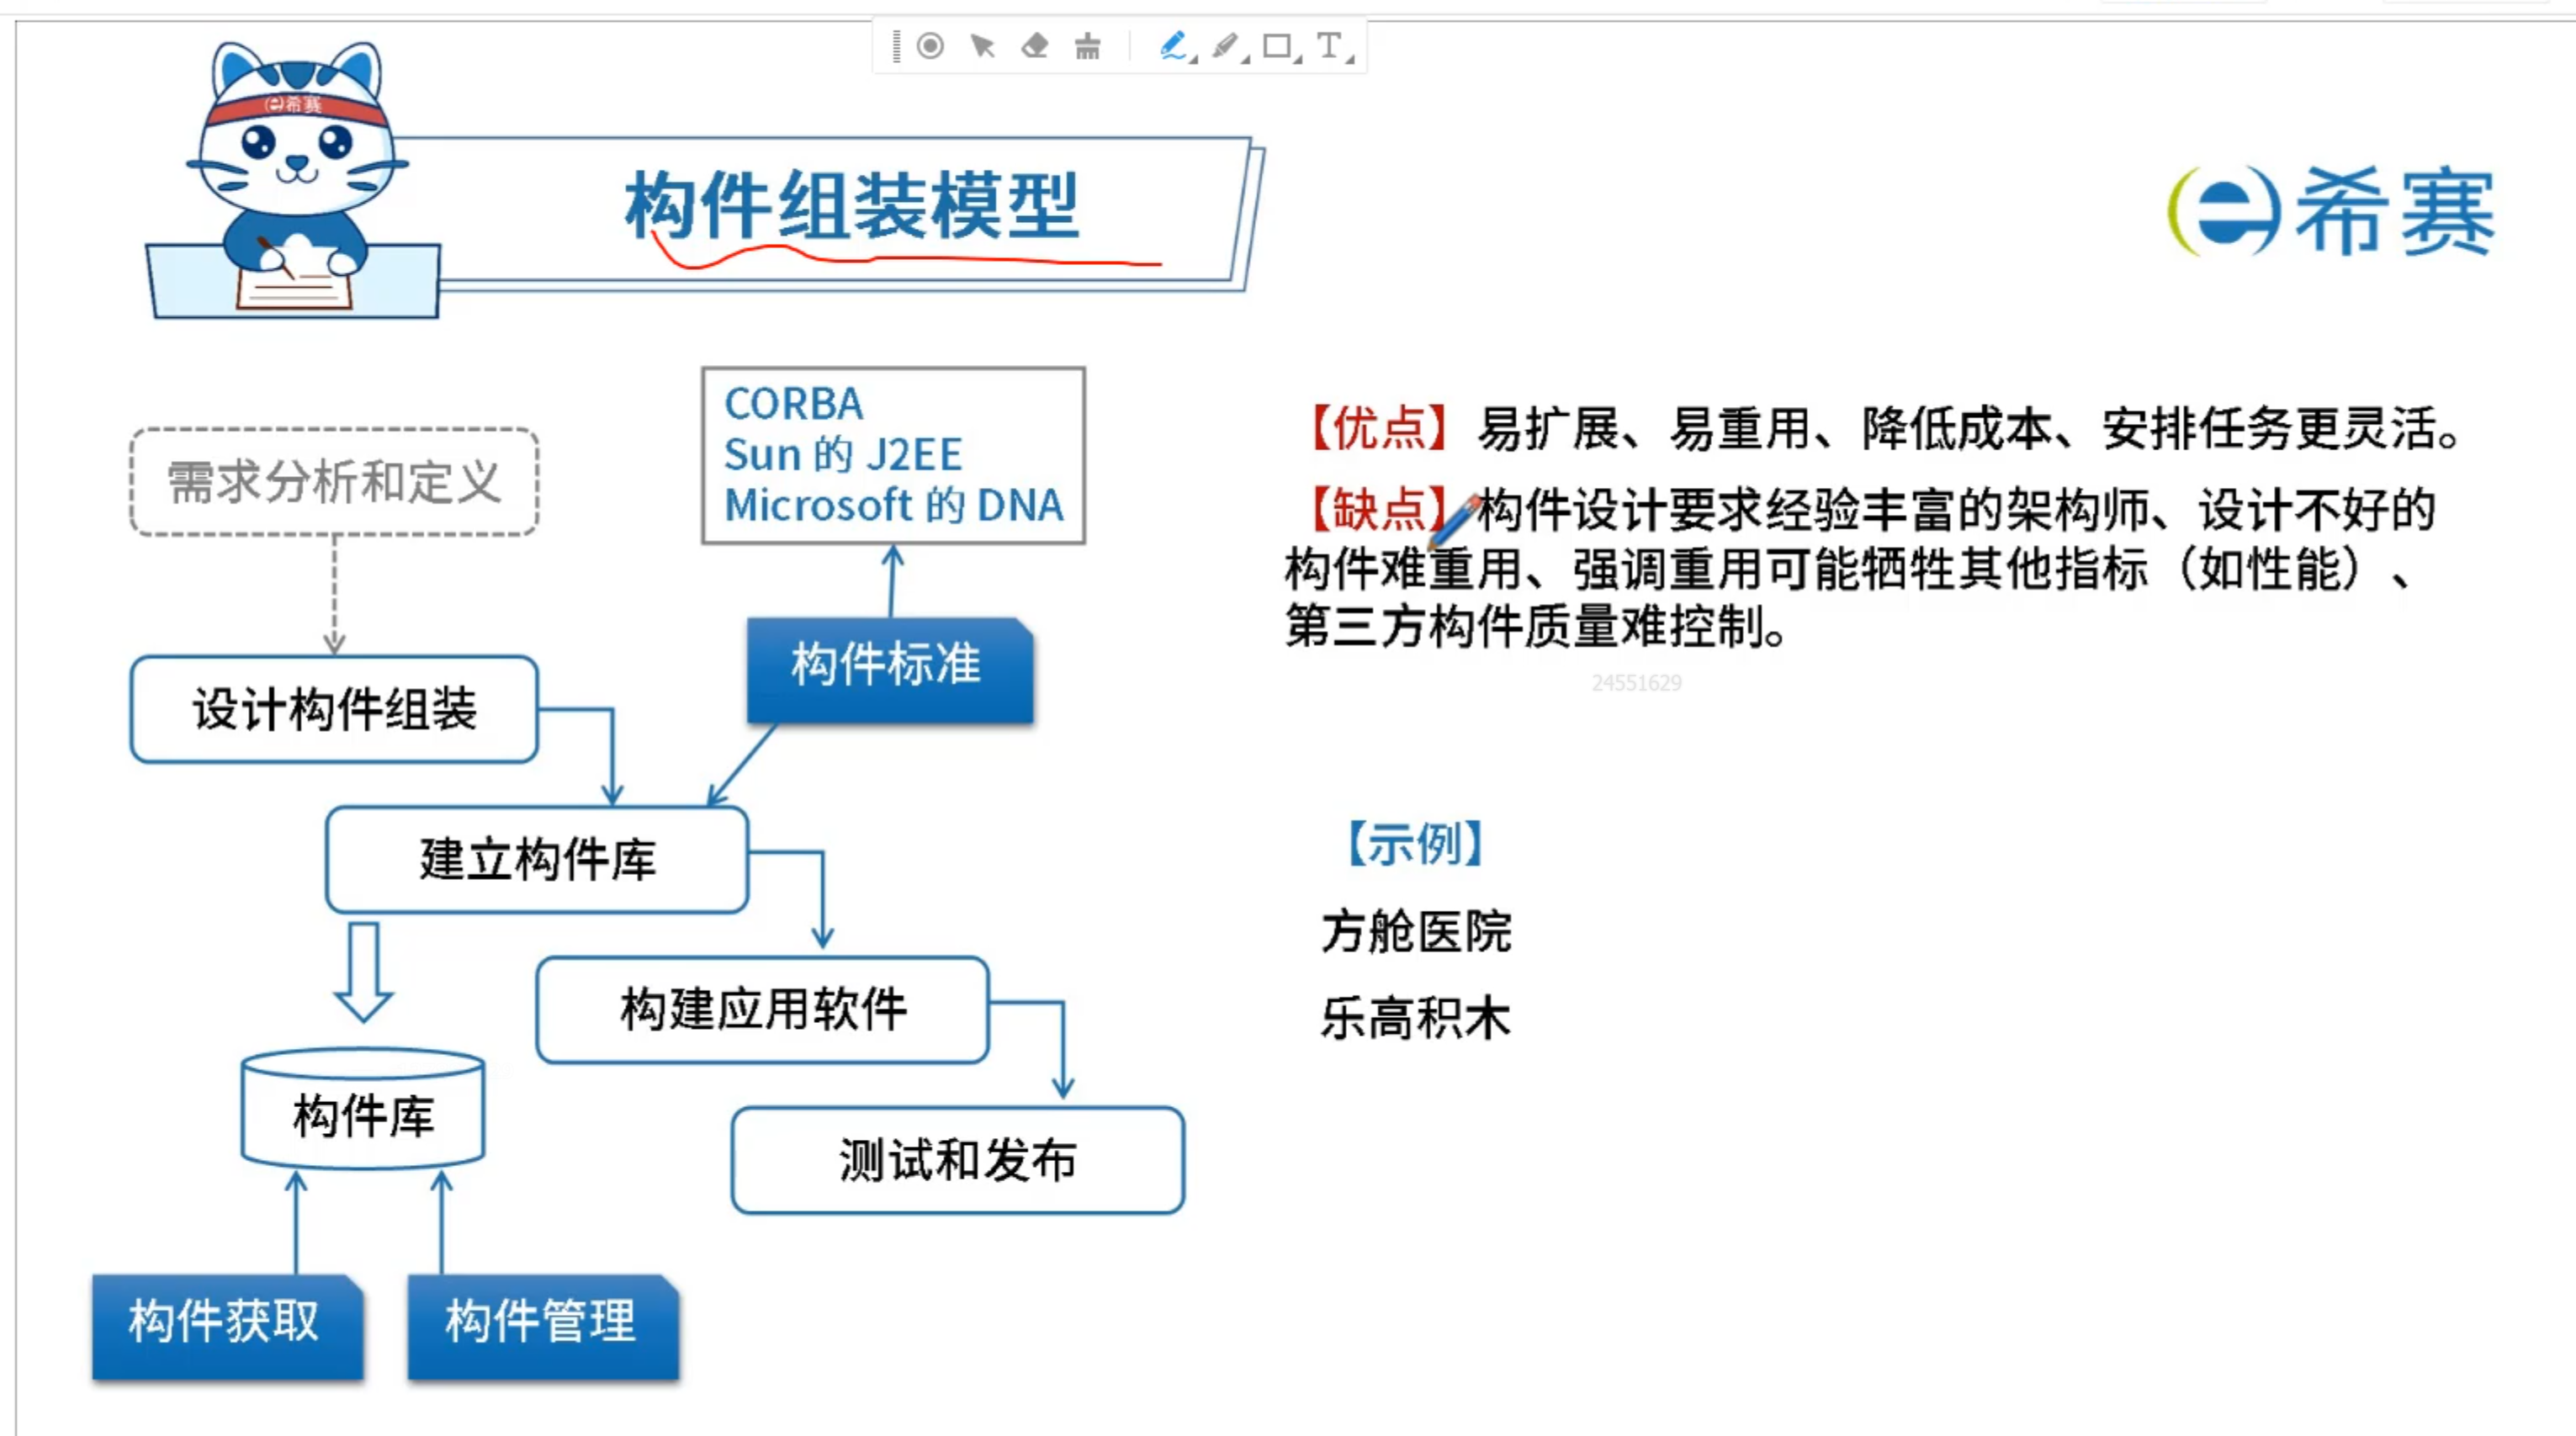 希赛
构件组装模型
希赛
CORBA
Sun 的 J2EE
Microsoft 的 DNA
需求分析和定义
构件标准
设计构件组装
建立构件库
构建应用软件
构件库
测试和发布
构件获取
构件管理
【优点】易扩展、易重用、降低成本、安排任务更灵活。
【缺点】构件设计要求经验丰富的架构师、设计不好的
构件难重用、强调重用可能牺牲其他指标（如性能）、
第三方构件质量难控制。
24551629
【示例】
方舱医院
乐高积木